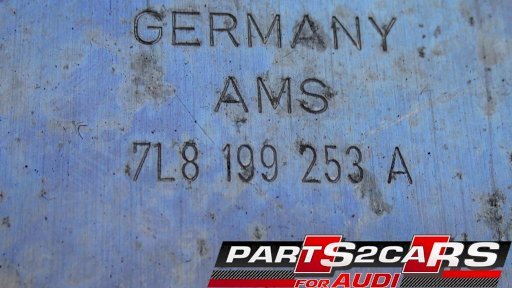 GERMANY
AMS
7L8 199 253 A
PARTS2CARS
FOR AUDI